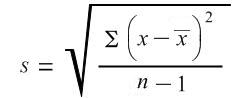 s = √( Σ ( x − x̅ )² / ( n − 1 ) )